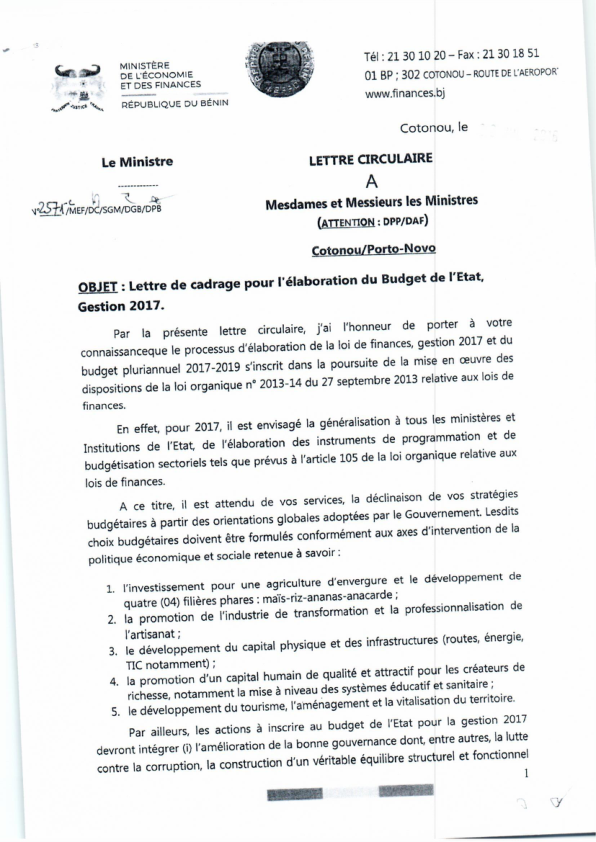 MINISTÈRE
DE L'ÉCONOMIE
ET DES FINANCES
RÉPUBLIQUE DU BÉNIN
Tél : 21 30 10 20 – Fax : 21 30 18 51
01 BP ; 302 COTONOU – ROUTE DE L'AEROPOR
www.finances.bj
Cotonou, le
Le Ministre
------------
/MEF/DC/SGM/DGB/DPB
LETTRE CIRCULAIRE
A
Mesdames et Messieurs les Ministres
(ATTENTION : DPP/DAF)
Cotonou/Porto-Novo
OBJET : Lettre de cadrage pour l'élaboration du Budget de l'Etat,
Gestion 2017.
Par la présente lettre circulaire, j'ai l'honneur de porter à votre
connaissanceque le processus d'élaboration de la loi de finances, gestion 2017 et du
budget pluriannuel 2017-2019 s'inscrit dans la poursuite de la mise en œuvre des
dispositions de la loi organique n° 2013-14 du 27 septembre 2013 relative aux lois de
finances.
En effet, pour 2017, il est envisagé la généralisation à tous les ministères et
Institutions de l'Etat, de l'élaboration des instruments de programmation et de
budgétisation sectoriels tels que prévus à l'article 105 de la loi organique relative aux
lois de finances.
A ce titre, il est attendu de vos services, la déclinaison de vos stratégies
budgétaires à partir des orientations globales adoptées par le Gouvernement. Lesdits
choix budgétaires doivent être formulés conformément aux axes d'intervention de la
politique économique et sociale retenue à savoir :
1. l'investissement pour une agriculture d'envergure et le développement de
quatre (04) filières phares : maïs-riz-ananas-anacarde ;
2. la promotion de l'industrie de transformation et la professionnalisation de
l'artisanat ;
3. le développement du capital physique et des infrastructures (routes, énergie,
TIC notamment) ;
4. la promotion d'un capital humain de qualité et attractif pour les créateurs de
richesse, notamment la mise à niveau des systèmes éducatif et sanitaire ;
5. le développement du tourisme, l'aménagement et la vitalisation du territoire.
Par ailleurs, les actions à inscrire au budget de l'Etat pour la gestion 2017
devront intégrer (i) l'amélioration de la bonne gouvernance dont, entre autres, la lutte
contre la corruption, la construction d'un véritable équilibre structurel et fonctionnel
1